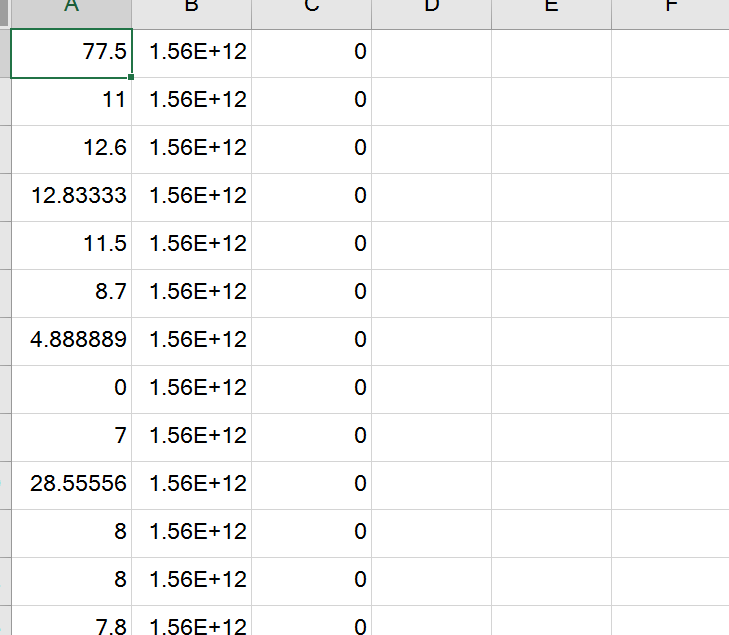 A B C D E F
77.5 1.56E+12 0
11 1.56E+12 0
12.6 1.56E+12 0
12.83333 1.56E+12 0
11.5 1.56E+12 0
8.7 1.56E+12 0
4.888889 1.56E+12 0
0 1.56E+12 0
7 1.56E+12 0
28.55556 1.56E+12 0
8 1.56E+12 0
8 1.56E+12 0
7.8 1.56E+12 0